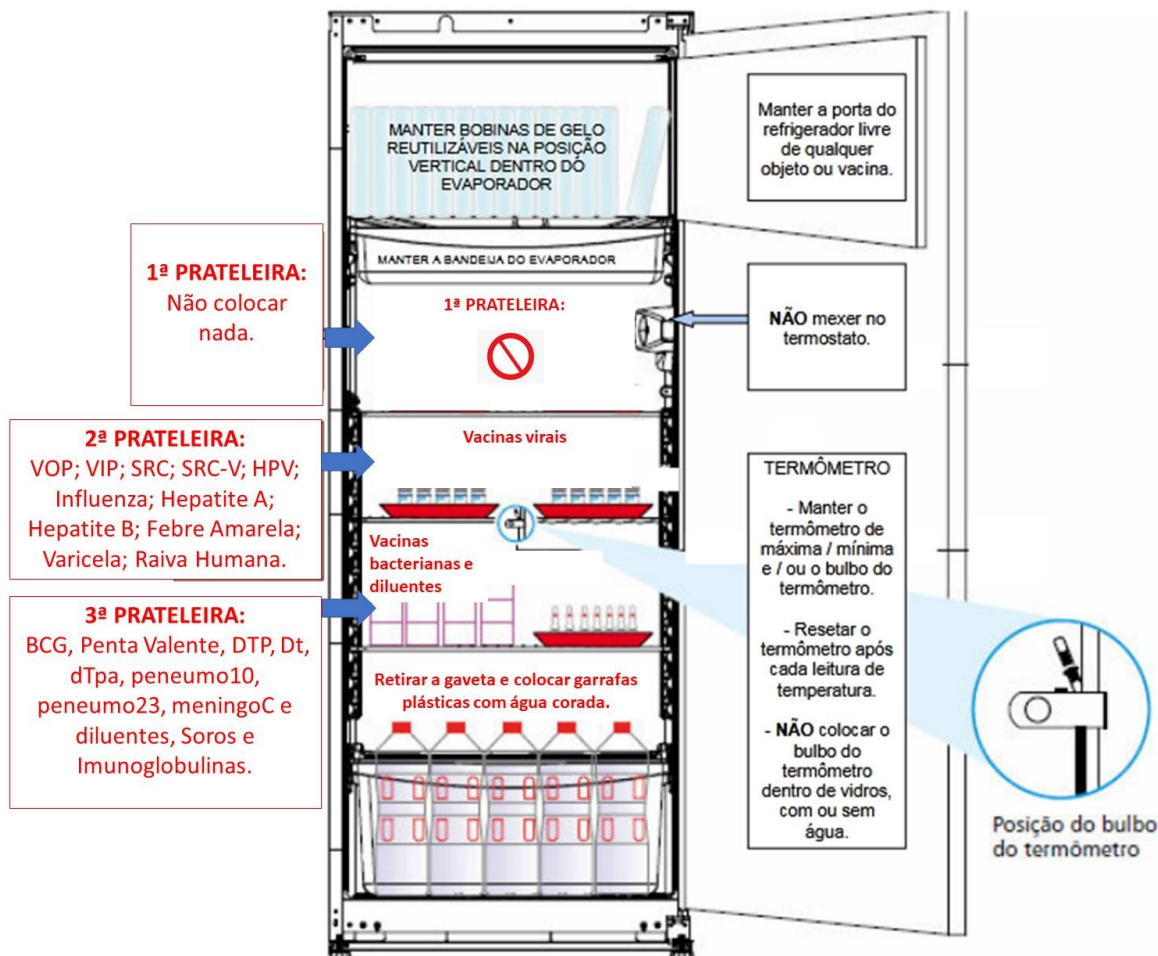 MANTER BOBINAS DE GELO
REUTILIZÁVEIS NA POSIÇÃO
VERTICAL DENTRO DO
EVAPORADOR
Manter a porta do
refrigerador livre
de qualquer
objeto ou vacina.
MANTER A BANDEIJA DO EVAPORADOR
1ª PRATELEIRA:
Não colocar
nada.
1ª PRATELEIRA:
NÃO mexer no
termostato.
2ª PRATELEIRA:
VOP; VIP; SRC; SRC-V; HPV;
Influenza; Hepatite A;
Hepatite B; Febre Amarela;
Varicela; Raiva Humana.
Vacinas virais
TERMÔMETRO
- Manter o
termômetro de
máxima / mínima
e / ou o bulbo do
termômetro.
- Resetar o
termômetro após
cada leitura de
temperatura.
- NÃO colocar o
bulbo do
termômetro
dentro de vidros,
com ou sem
água.
Vacinas
bacterianas e
diluentes
3ª PRATELEIRA:
BCG, Penta Valente, DTP, Dt,
dTpa, peneumo10,
peneumo23, meningoC e
diluentes, Soros e
Imunoglobulinas.
Retirar a gaveta e colocar garrafas
plásticas com água corada.
Posição do bulbo
do termômetro